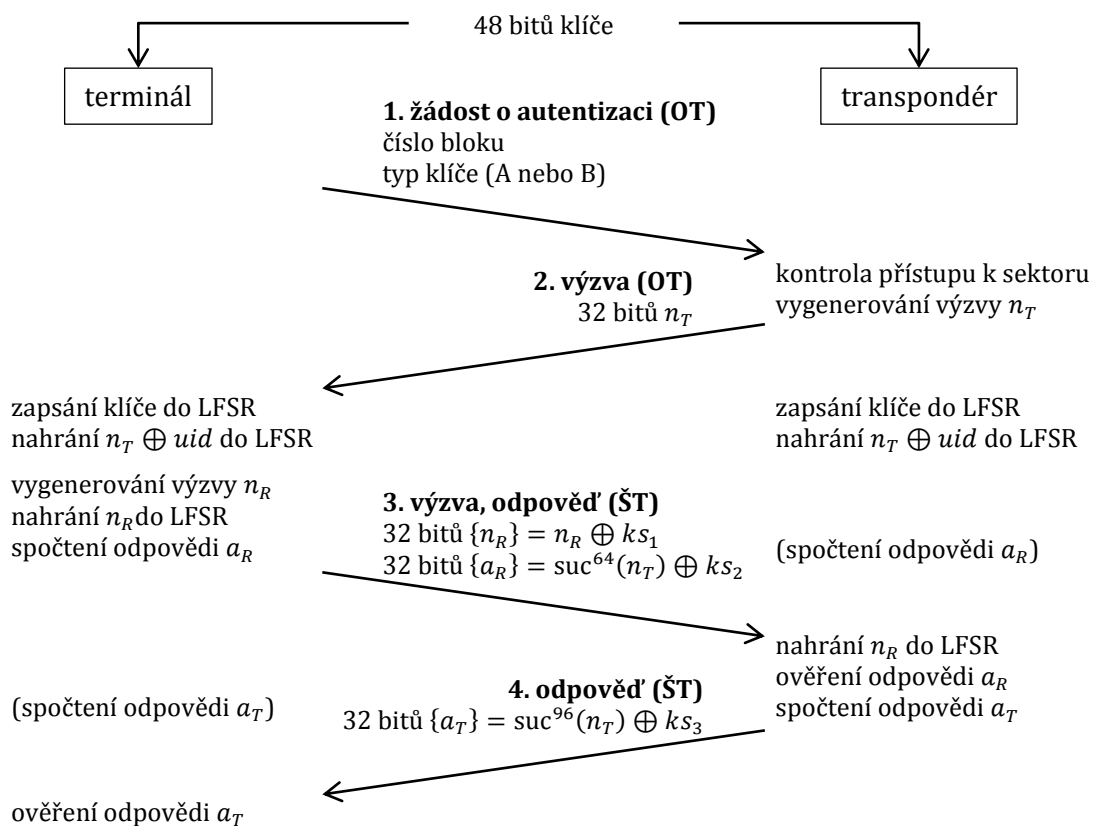 48 bitů klíče
terminál
transpondér
1. žádost o autentizaci (OT)
číslo bloku
typ klíče (A nebo B)
kontrola přístupu k sektoru
vygenerování výzvy n_T
2. výzva (OT)
32 bitů n_T
zapsání klíče do LFSR
nahrání n_T ⊕ uid do LFSR
zapsání klíče do LFSR
nahrání n_T ⊕ uid do LFSR
vygenerování výzvy n_R
nahrání n_R do LFSR
spočtení odpovědi a_R
3. výzva, odpověď (ŠT)
32 bitů {n_R} = n_R ⊕ ks_1
32 bitů {a_R} = suc^64(n_T) ⊕ ks_2
(spočtení odpovědi a_R)
nahrání n_R do LFSR
ověření odpovědi a_R
spočtení odpovědi a_T
4. odpověď (ŠT)
32 bitů {a_T} = suc^96(n_T) ⊕ ks_3
(spočtení odpovědi a_T)
ověření odpovědi a_T